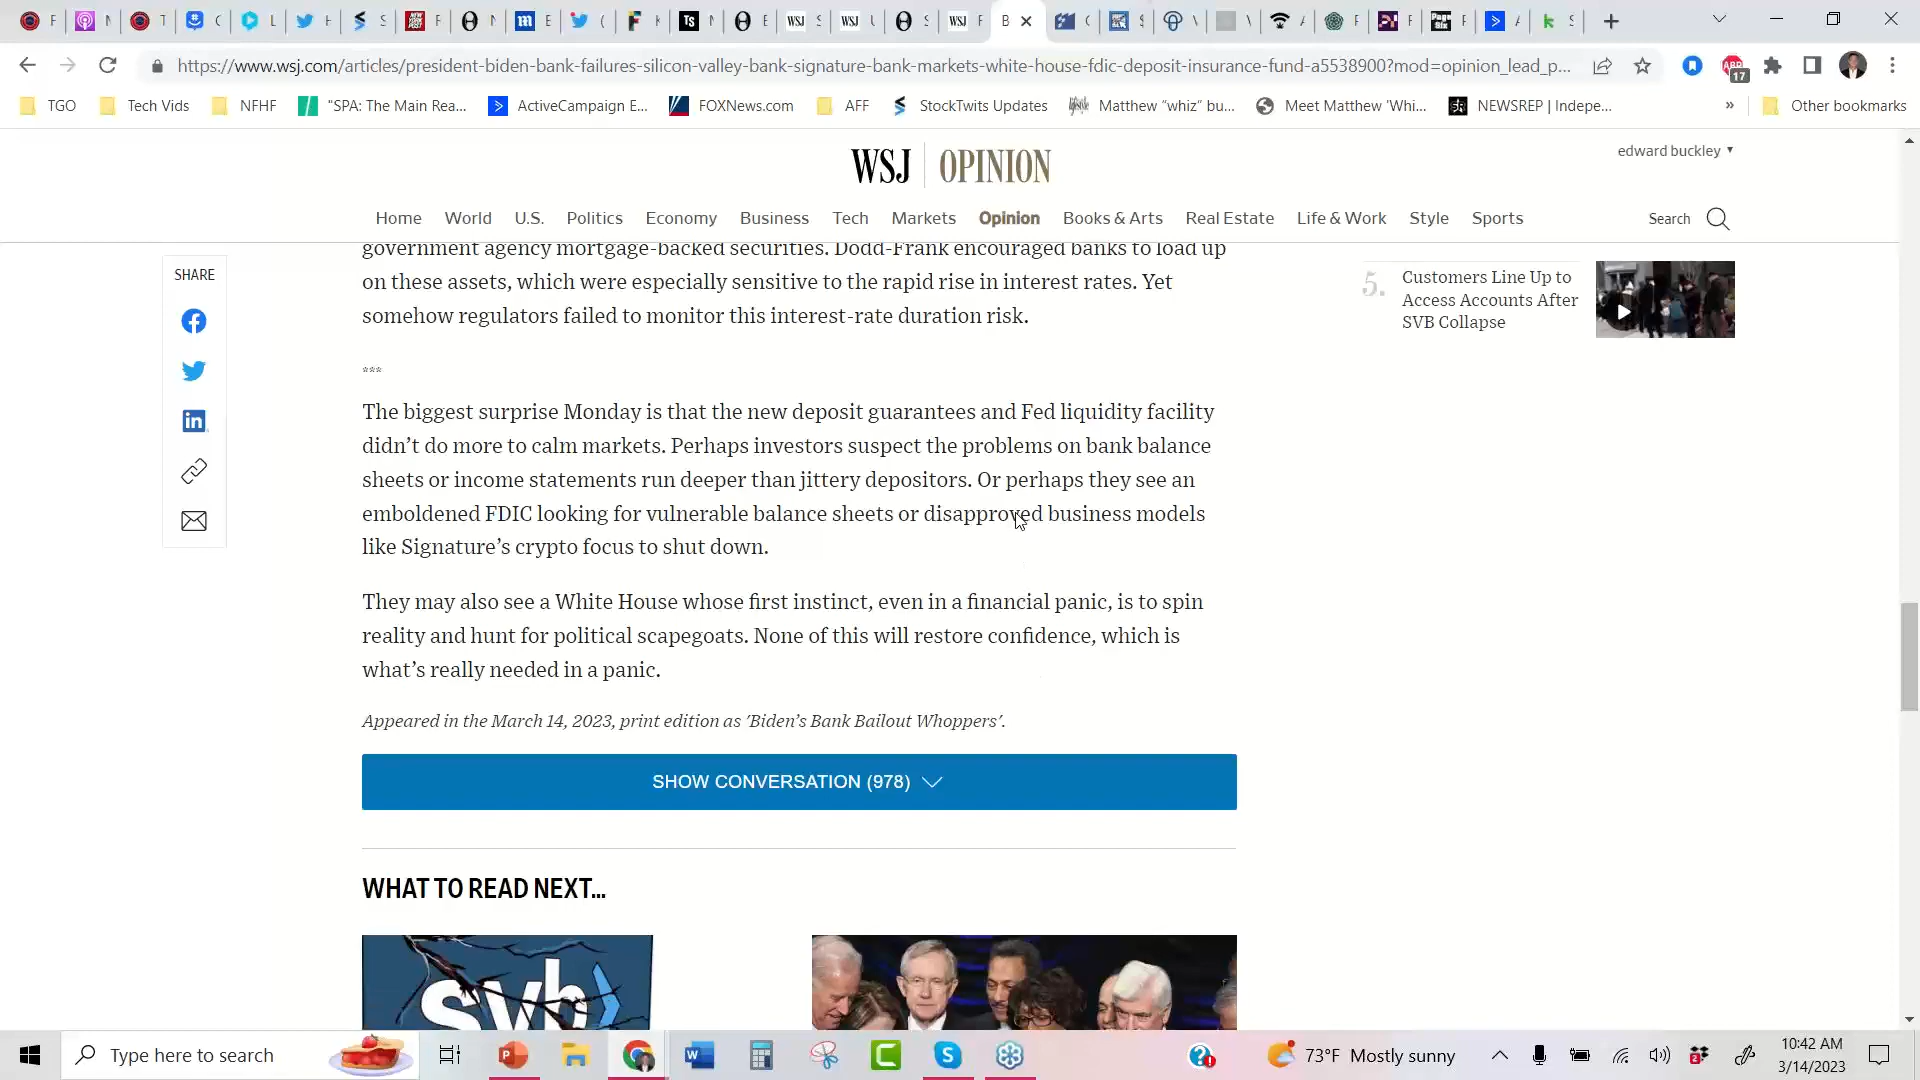 https://www.wsj.com/articles/president-biden-bank-failures-silicon-valley-bank-signature-bank-markets-white-house-fdic-deposit-insurance-fund-a5538900?mod=opinion_lead_p...
17
TGO
Tech Vids
NFHF
"SPA: The Main Rea...
ActiveCampaign E...
FOXNews.com
AFF
StockTwits Updates
Matthew "whiz" bu...
Meet Matthew 'Whi...
NEWSREP | Indepe...
»
Other bookmarks
WSJ | OPINION
edward buckley
Home World U.S. Politics Economy Business Tech Markets Opinion Books & Arts Real Estate Life & Work Style Sports
Search
SHARE
government agency mortgage-backed securities. Dodd-Frank encouraged banks to load up
on these assets, which were especially sensitive to the rapid rise in interest rates. Yet
somehow regulators failed to monitor this interest-rate duration risk.
***
The biggest surprise Monday is that the new deposit guarantees and Fed liquidity facility
didn't do more to calm markets. Perhaps investors suspect the problems on bank balance
sheets or income statements run deeper than jittery depositors. Or perhaps they see an
emboldened FDIC looking for vulnerable balance sheets or disapproved business models
like Signature's crypto focus to shut down.
They may also see a White House whose first instinct, even in a financial panic, is to spin
reality and hunt for political scapegoats. None of this will restore confidence, which is
what's really needed in a panic.
Appeared in the March 14, 2023, print edition as 'Biden's Bank Bailout Whoppers'.
SHOW CONVERSATION (978)
WHAT TO READ NEXT...
svb
5.
Customers Line Up to
Access Accounts After
SVB Collapse
Type here to search
73°F Mostly sunny
10:42 AM
3/14/2023